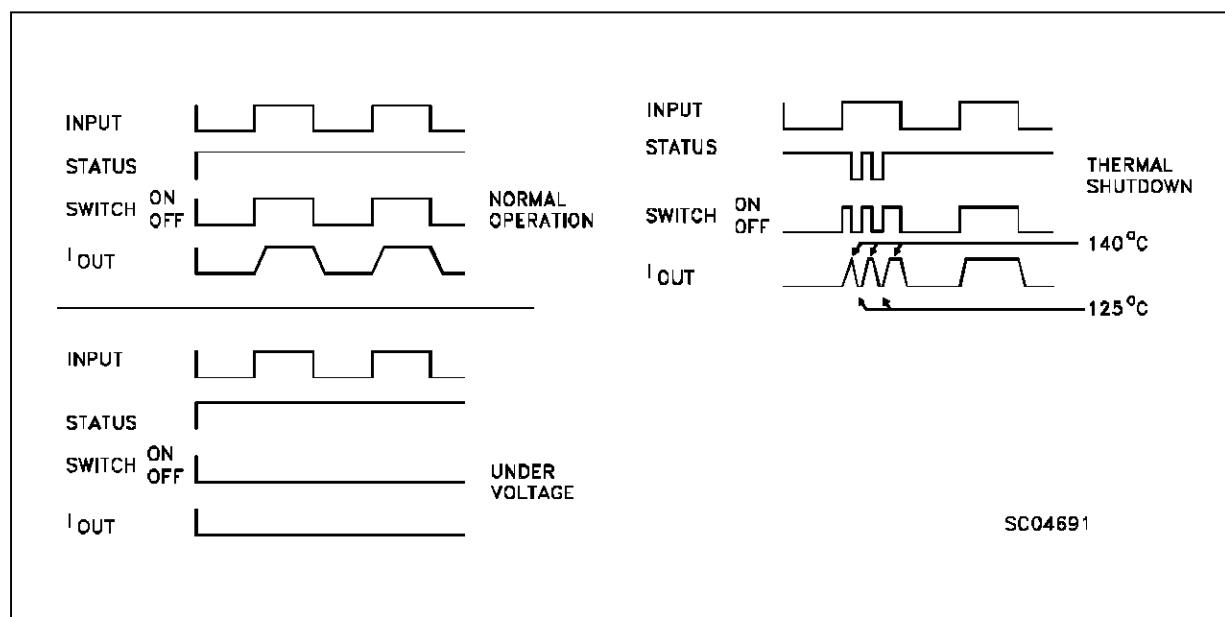 INPUT
STATUS
SWITCH ON
OFF
I OUT
NORMAL
OPERATION
INPUT
STATUS
SWITCH ON
OFF
I OUT
UNDER
VOLTAGE
INPUT
STATUS
SWITCH ON
OFF
I OUT
THERMAL
SHUTDOWN
140°C
125°C
SC04691